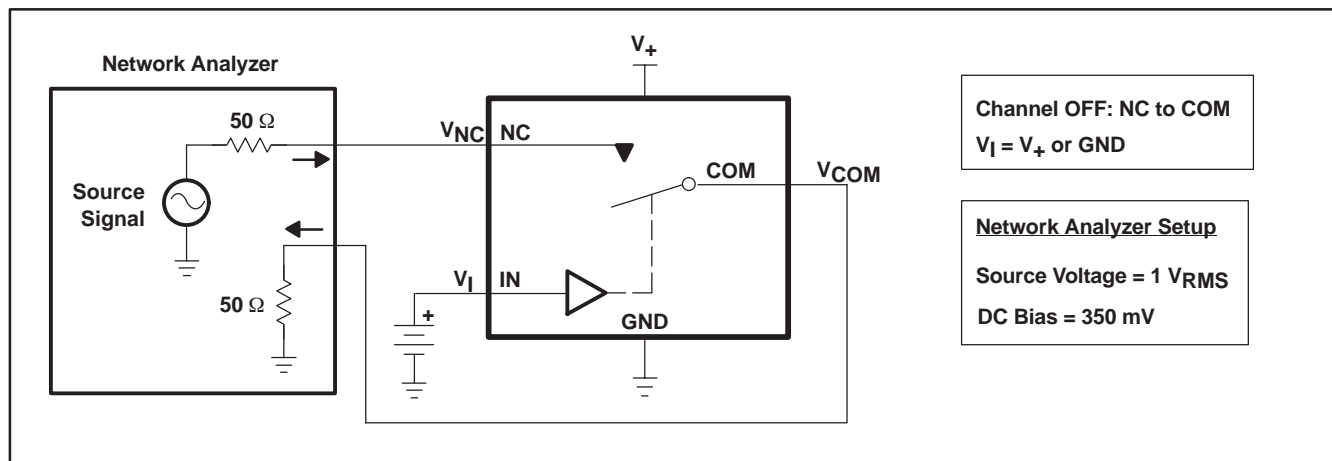 V+
Network Analyzer
50 Ω
VNC NC
COM
VCOM
Source
Signal
VI IN
+
50 Ω
GND
Channel OFF: NC to COM
VI = V+ or GND
Network Analyzer Setup
Source Voltage = 1 VRMS
DC Bias = 350 mV